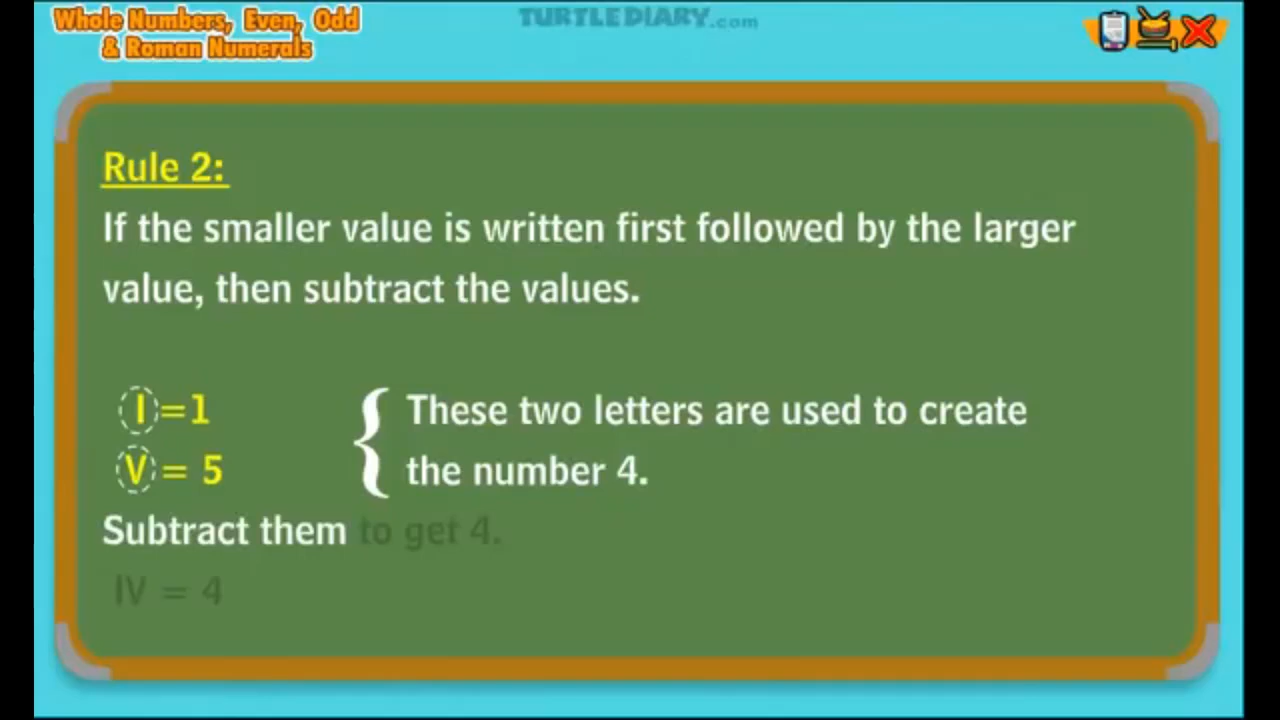 Whole Numbers, Even, Odd
& Roman Numerals
TURTLEDIARY.com
Rule 2:
If the smaller value is written first followed by the larger
value, then subtract the values.
I=1
V = 5
These two letters are used to create
the number 4.
Subtract them to get 4.
IV = 4